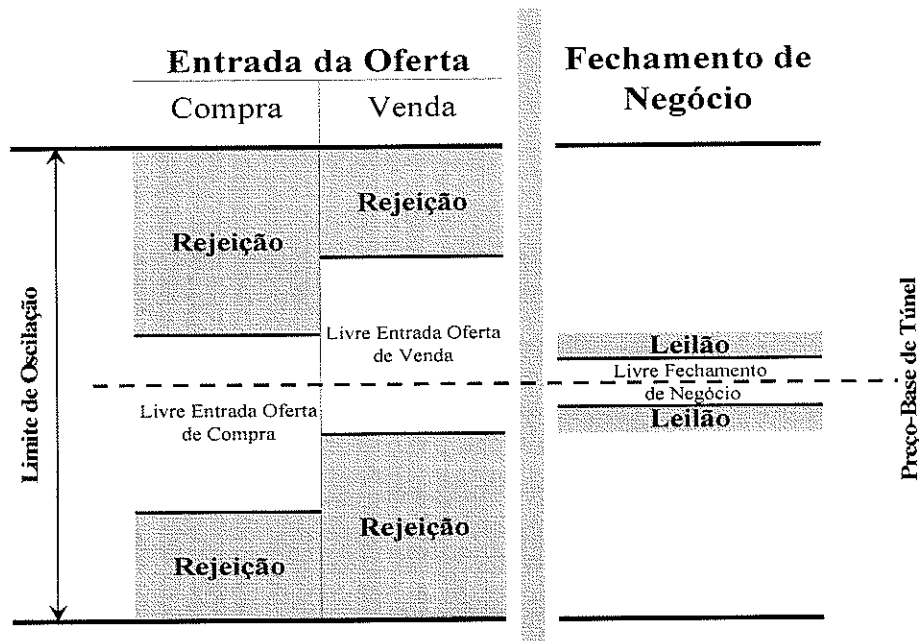 Entrada da Oferta
Compra
Venda
Fechamento de
Negócio
Limite de Oscilação
Rejeição
Rejeição
Livre Entrada Oferta
de Venda
Livre Entrada Oferta
de Compra
Rejeição
Rejeição
Leilão
Livre Fechamento
de Negócio
Leilão
Preço-Base de Túnel